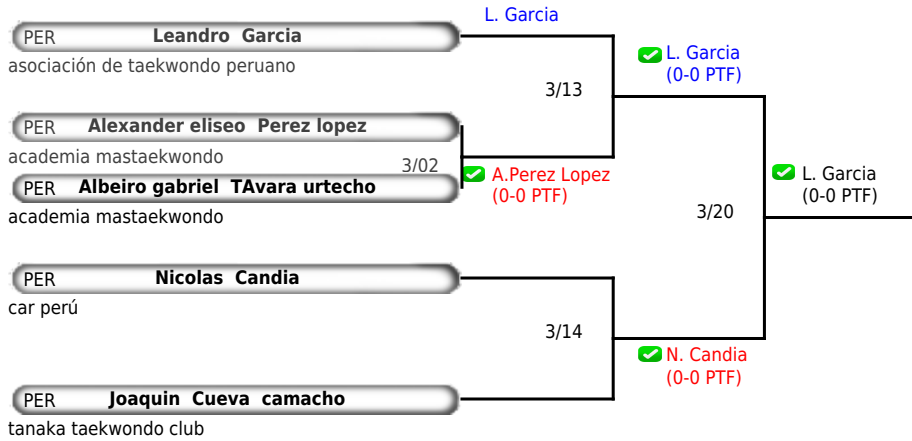 L. Garcia
PER Leandro Garcia
asociación de taekwondo peruano
L. Garcia
(0-0 PTF)
3/13
PER Alexander eliseo Perez lopez
academia mastaekwondo
3/02
A.Perez Lopez
(0-0 PTF)
PER Albeiro gabriel TAvara urtecho
academia mastaekwondo
L. Garcia
(0-0 PTF)
3/20
PER Nicolas Candia
car perú
3/14
N. Candia
(0-0 PTF)
PER Joaquin Cueva camacho
tanaka taekwondo club